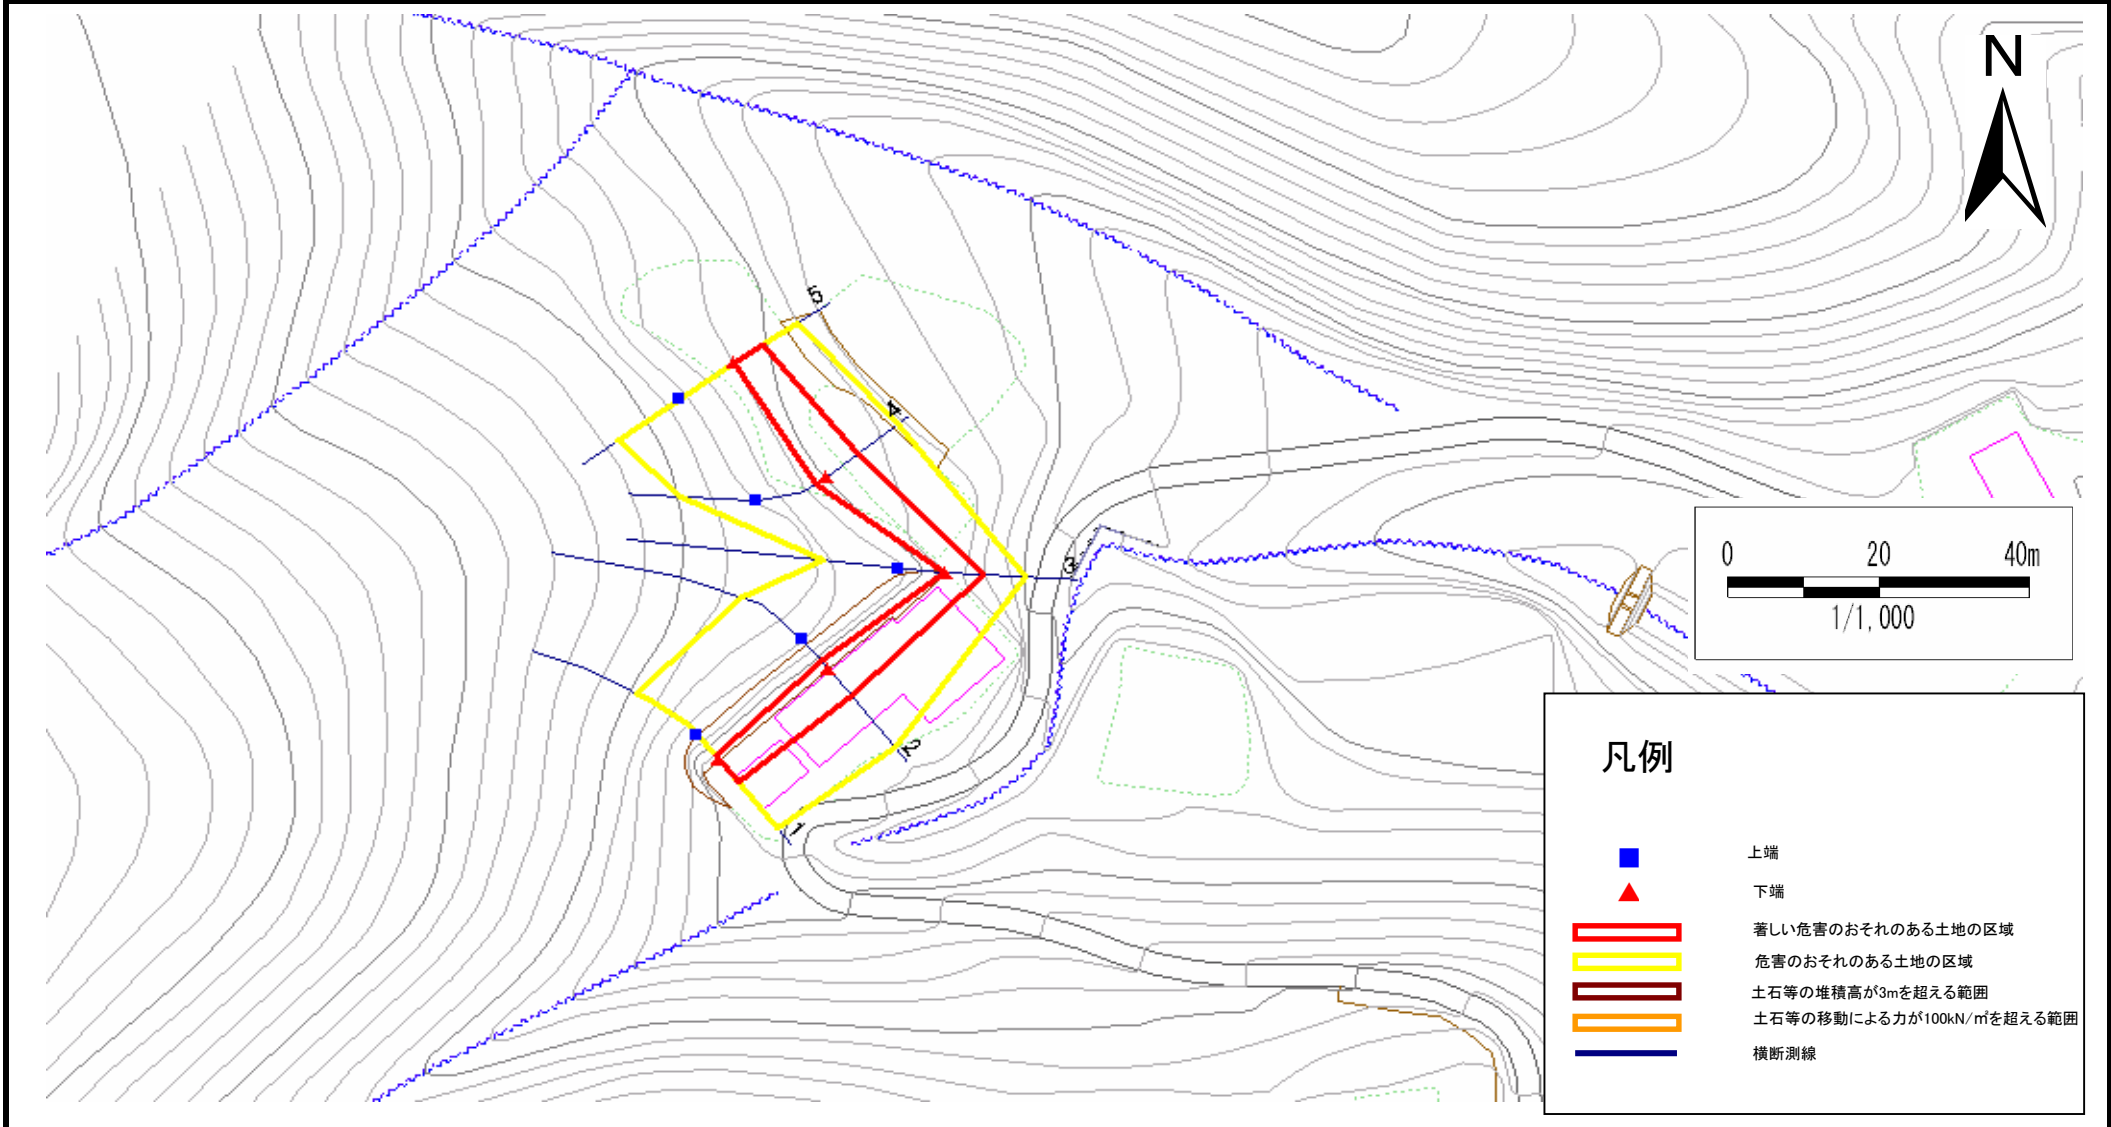 N
5
4
3
2
1
0 20 40m
1/1,000
凡例
上端
下端
著しい危害のおそれのある土地の区域
危害のおそれのある土地の区域
土石等の堆積高が3mを超える範囲
土石等の移動による力が100kN/㎡を超える範囲
横断測線